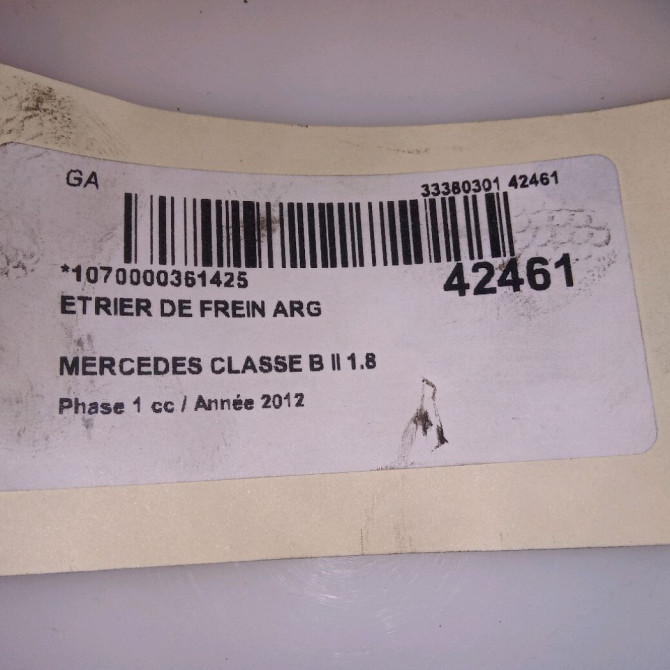 GA
33380301 42461
*1070000361425
42461
ETRIER DE FREIN ARG
MERCEDES CLASSE B II 1.8
Phase 1 cc / Année 2012